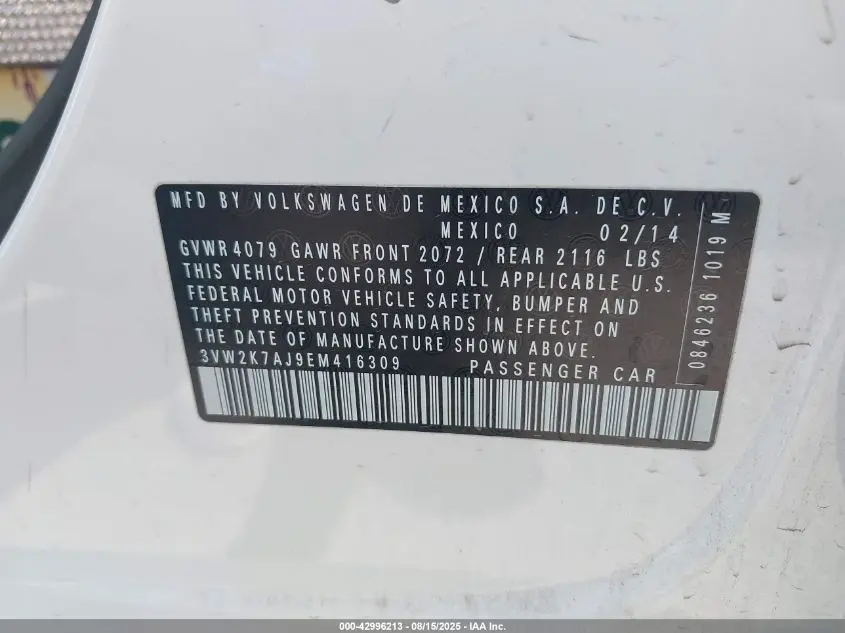 MFD BY VOLKSWAGEN DE MEXICO S.A. DE C.V.
MEXICO 02/14
GVWR 4079 GAWR FRONT 2072 / REAR 2116 LBS
THIS VEHICLE CONFORMS TO ALL APPLICABLE U.S.
FEDERAL MOTOR VEHICLE SAFETY, BUMPER AND
THEFT PREVENTION STANDARDS IN EFFECT ON
THE DATE OF MANUFACTURE SHOWN ABOVE.
3VW2K7AJ9EM416309 PASSENGER CAR
0846236 1019 M
000-42996213 - 08/15/2025 - IAA Inc.